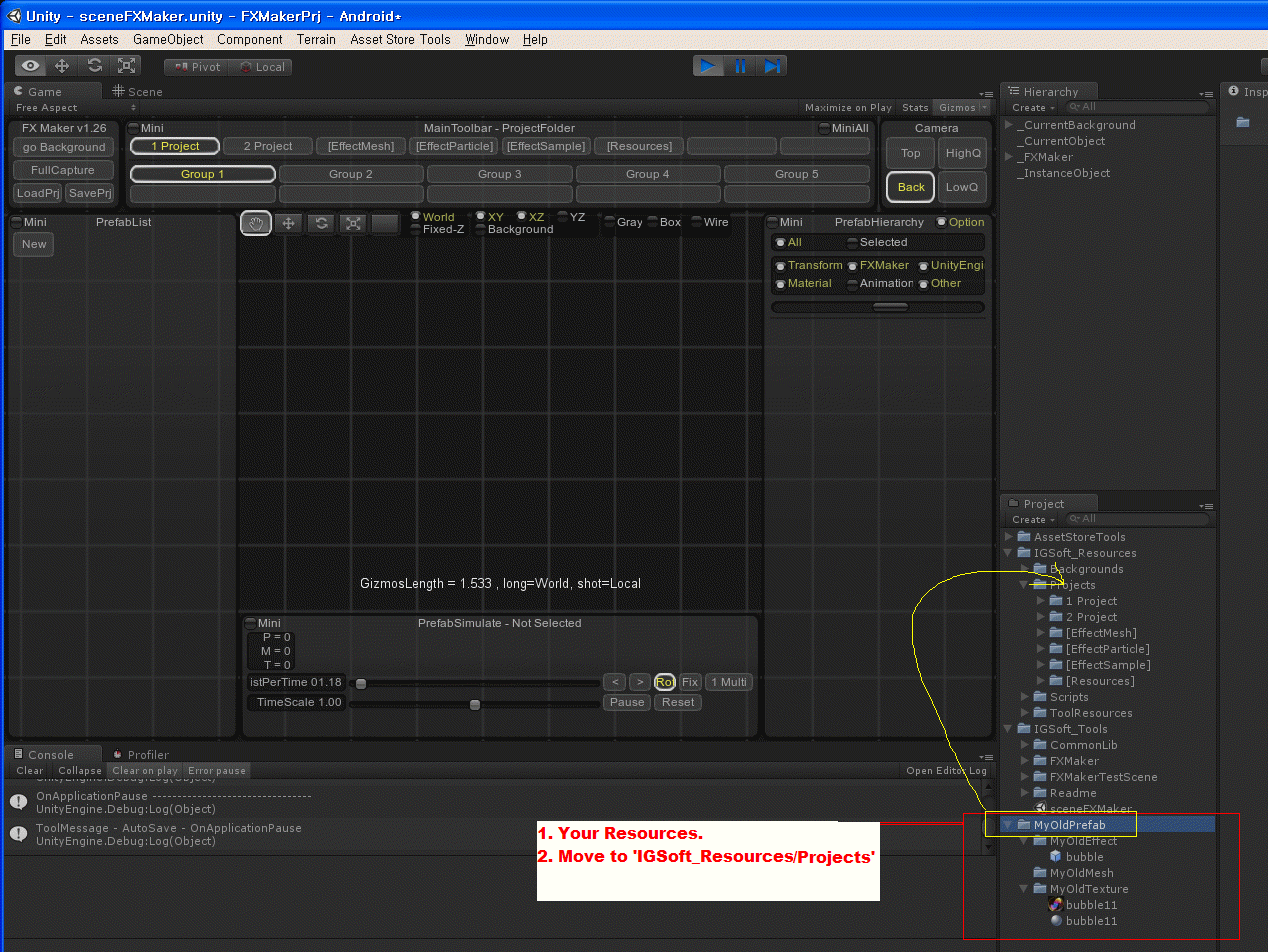 Unity - sceneFXMaker.unity - FXMakerPrj - Android*
File Edit Assets GameObject Component Terrain Asset Store Tools Window Help
Pivot Local
Game Scene
Free Aspect Maximize on Play Stats Gizmos
FX Maker v1.26
go Background
FullCapture
LoadPrj SavePrj
Mini MainToolbar - ProjectFolder MiniAll
1 Project 2 Project [EffectMesh] [EffectParticle] [EffectSample] [Resources]
Group 1 Group 2 Group 3 Group 4 Group 5
Camera
Top HighQ
Back LowQ
Mini PrefabList
New
World XY XZ YZ Gray Box Wire
Fixed-Z Background
Mini PrefabHierarchy Option
All Selected
Transform FXMaker UnityEngi
Material Animation Other
GizmosLength = 1.533 , long=World, shot=Local
Mini PrefabSimulate - Not Selected
P = 0
M = 0
T = 0
istPerTime 01.18 < > Rot Fix 1 Multi
TimeScale 1.00 Pause Reset
Console Profiler
Clear Collapse Clear on play Error pause Open Editor Log
UnityEngine.Debug:Log(Object)
OnApplicationPause --------------------------------
UnityEngine.Debug:Log(Object)
ToolMessage - AutoSave - OnApplicationPause
UnityEngine.Debug:Log(Object)
1. Your Resources.
2. Move to 'IGSoft_Resources/Projects'
Hierarchy
Create All
_CurrentBackground
_CurrentObject
_FXMaker
_InstanceObject
Insp
Project
Create All
AssetStoreTools
IGSoft_Resources
Backgrounds
Projects
1 Project
2 Project
[EffectMesh]
[EffectParticle]
[EffectSample]
[Resources]
Scripts
ToolResources
IGSoft_Tools
CommonLib
FXMaker
FXMakerTestScene
Readme
sceneFXMaker
MyOldPrefab
MyOldEffect
bubble
MyOldMesh
MyOldTexture
bubble11
bubble11